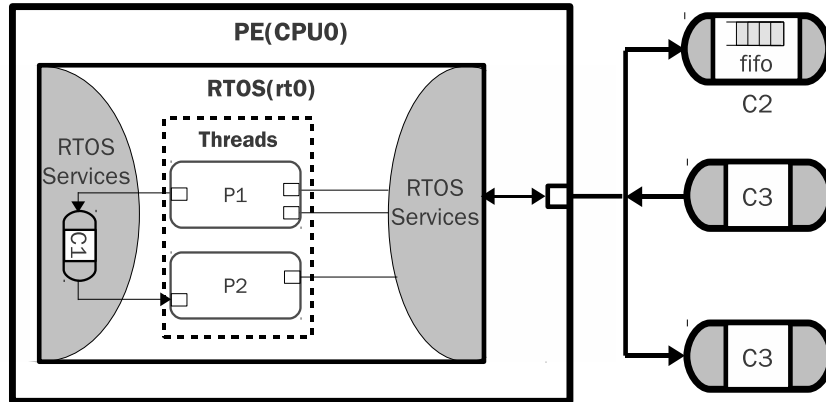 PE(CPU0)
RTOS(rt0)
Threads
RTOS
Services
P1
C1
P2
RTOS
Services
fifo
C2
C3
C3